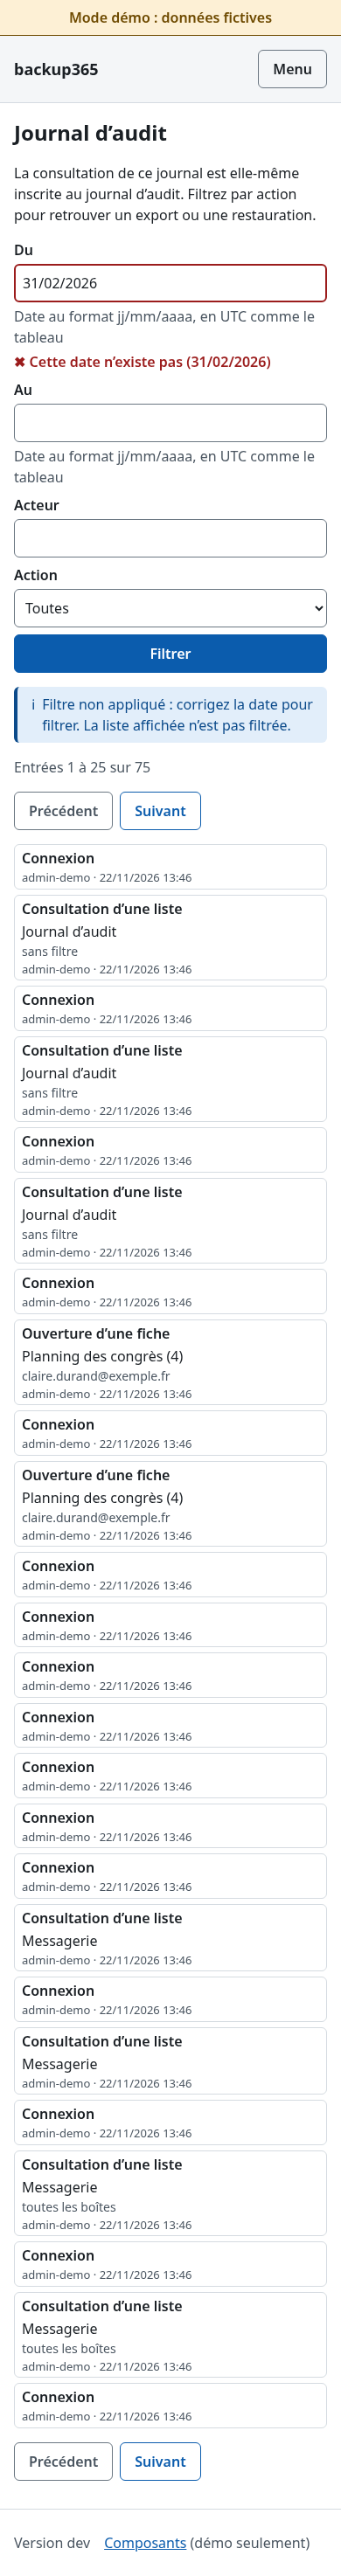 Mode démo : données fictives
backup365
Menu
Journal d’audit
La consultation de ce journal est elle-même
inscrite au journal d’audit. Filtrez par action
pour retrouver un export ou une restauration.
Du
31/02/2026
Date au format jj/mm/aaaa, en UTC comme le
tableau
✖ Cette date n’existe pas (31/02/2026)
Au
Date au format jj/mm/aaaa, en UTC comme le
tableau
Acteur
Action
Toutes
Filtrer
i Filtre non appliqué : corrigez la date pour
filtrer. La liste affichée n’est pas filtrée.
Entrées 1 à 25 sur 75
Précédent
Suivant
Connexion
admin-demo · 22/11/2026 13:46
Consultation d’une liste
Journal d’audit
sans filtre
admin-demo · 22/11/2026 13:46
Connexion
admin-demo · 22/11/2026 13:46
Consultation d’une liste
Journal d’audit
sans filtre
admin-demo · 22/11/2026 13:46
Connexion
admin-demo · 22/11/2026 13:46
Consultation d’une liste
Journal d’audit
sans filtre
admin-demo · 22/11/2026 13:46
Connexion
admin-demo · 22/11/2026 13:46
Ouverture d’une fiche
Planning des congrès (4)
claire.durand@exemple.fr
admin-demo · 22/11/2026 13:46
Connexion
admin-demo · 22/11/2026 13:46
Ouverture d’une fiche
Planning des congrès (4)
claire.durand@exemple.fr
admin-demo · 22/11/2026 13:46
Connexion
admin-demo · 22/11/2026 13:46
Connexion
admin-demo · 22/11/2026 13:46
Connexion
admin-demo · 22/11/2026 13:46
Connexion
admin-demo · 22/11/2026 13:46
Connexion
admin-demo · 22/11/2026 13:46
Connexion
admin-demo · 22/11/2026 13:46
Connexion
admin-demo · 22/11/2026 13:46
Consultation d’une liste
Messagerie
admin-demo · 22/11/2026 13:46
Connexion
admin-demo · 22/11/2026 13:46
Consultation d’une liste
Messagerie
admin-demo · 22/11/2026 13:46
Connexion
admin-demo · 22/11/2026 13:46
Consultation d’une liste
Messagerie
toutes les boîtes
admin-demo · 22/11/2026 13:46
Connexion
admin-demo · 22/11/2026 13:46
Consultation d’une liste
Messagerie
toutes les boîtes
admin-demo · 22/11/2026 13:46
Connexion
admin-demo · 22/11/2026 13:46
Précédent
Suivant
Version dev Composants (démo seulement)